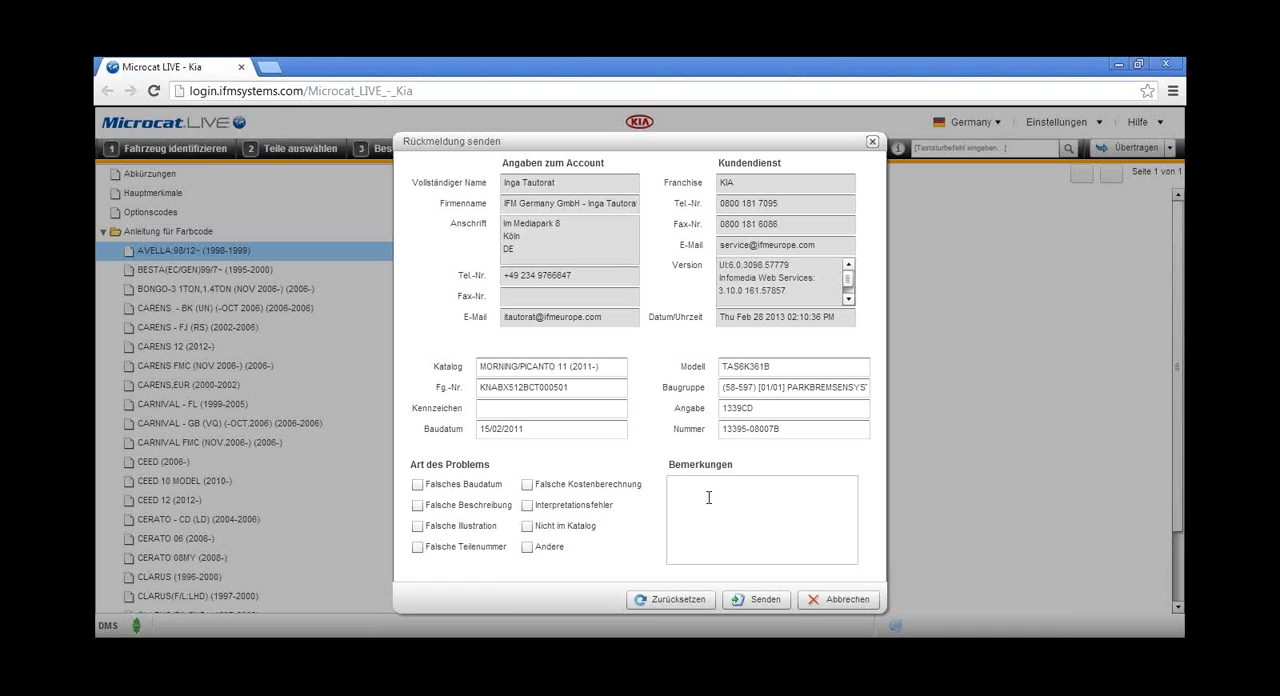 Microcat LIVE - Kia
login.ifmsystems.com/Microcat_LIVE_-_Kia
Microcat.LIVE
KIA
Germany
Einstellungen
Hilfe
1 Fahrzeug identifizieren
2 Teile auswählen
3 Bes
[Tastaturbefehl eingeben...]
Übertragen
Seite 1 von 1
Abkürzungen
Hauptmerkmale
Optionscodes
Anleitung für Farbcode
AVELLA:98/12~ (1998-1999)
BESTA(EC/GEN)99/7~ (1995-2000)
BONGO-3 1TON,1.4TON (NOV 2006-) (2006-)
CARENS - BK (UN) (-OCT 2006) (2006-2006)
CARENS - FJ (RS) (2002-2006)
CARENS 12 (2012-)
CARENS FMC (NOV 2006-) (2006-)
CARENS,EUR (2000-2002)
CARNIVAL - FL (1999-2005)
CARNIVAL - GB (VQ) (-OCT.2006) (2006-2006)
CARNIVAL FMC (NOV.2006-) (2006-)
CEED (2006-)
CEED 10 MODEL (2010-)
CEED 12 (2012-)
CERATO - CD (LD) (2004-2006)
CERATO 06 (2006-)
CERATO 08MY (2008-)
CLARUS (1996-2000)
CLARUS(F/L:LHD) (1997-2000)
DMS
Rückmeldung senden
Angaben zum Account
Vollständiger Name Inga Tautorat
Firmenname IFM Germany GmbH - Inga Tautora
Anschrift Im Mediapark 8
Köln
DE
Tel.-Nr. +49 234 9766647
Fax-Nr.
E-Mail itautorat@ifmeurope.com
Kundendienst
Franchise KIA
Tel.-Nr. 0800 181 7095
Fax-Nr. 0800 181 6086
E-Mail service@ifmeurope.com
Version UI:6.0.3098.57779
Infomedia Web Services:
3.10.0 161.57857
Datum/Uhrzeit Thu Feb 28 2013 02:10:36 PM
Katalog MORNING/PICANTO 11 (2011-)
Fg.-Nr. KNABX512BCT000501
Kennzeichen
Baudatum 15/02/2011
Modell TAS6K361B
Baugruppe (58-597) [01/01] PARKBREMSENSYS
Angabe 1339CD
Nummer 13395-08007B
Art des Problems
Falsches Baudatum
Falsche Kostenberechnung
Falsche Beschreibung
Interpretationsfehler
Falsche Illustration
Nicht im Katalog
Falsche Teilenummer
Andere
Bemerkungen
Zurücksetzen
Senden
Abbrechen